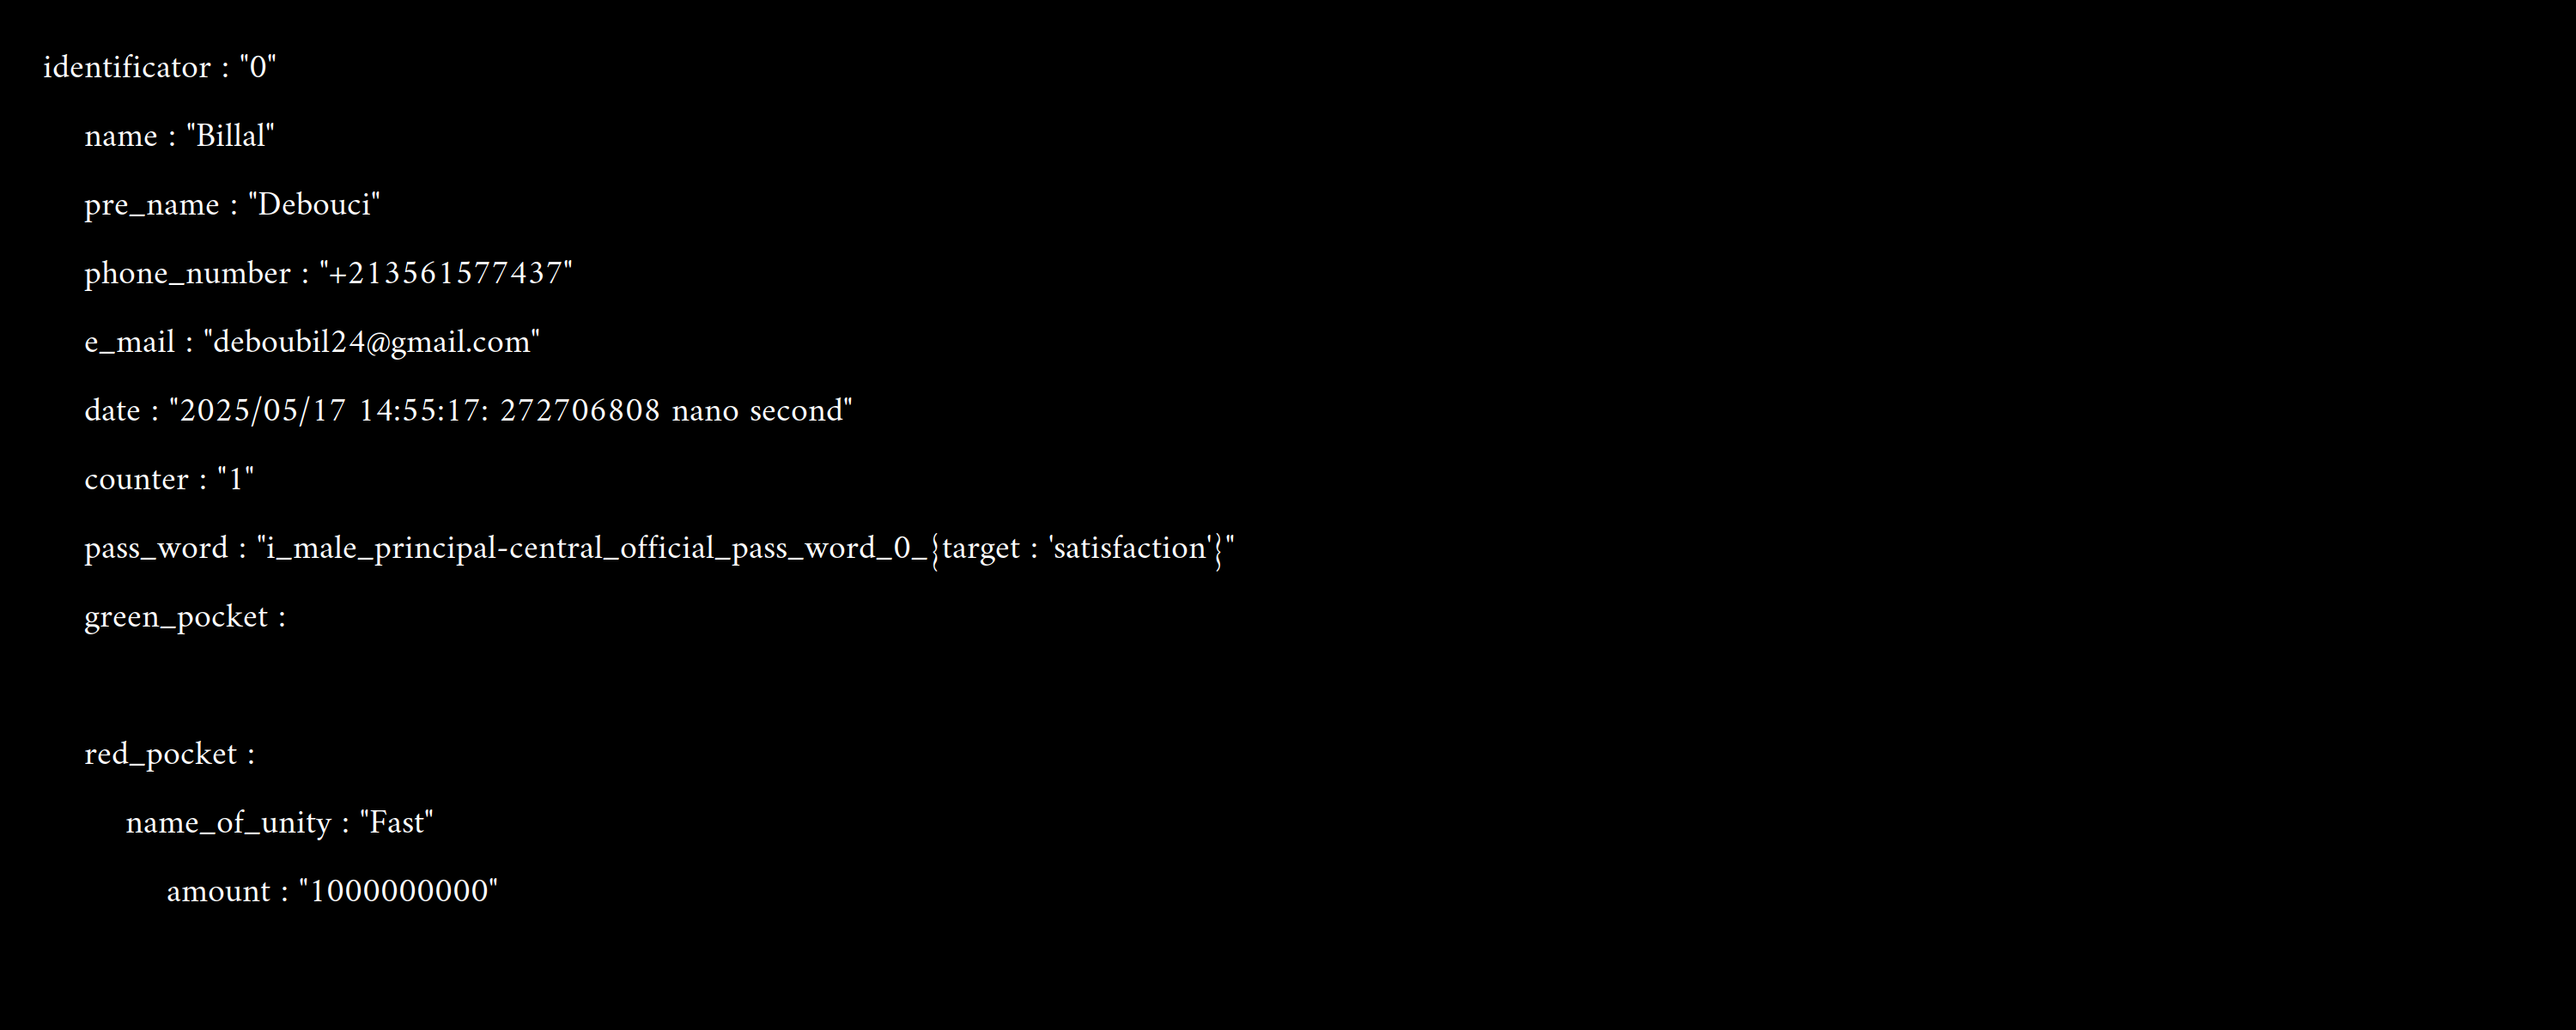 identificator : "0"
name : "Billal"
pre_name : "Debouci"
phone_number : "+213561577437"
e_mail : "deboubil24@gmail.com"
date : "2025/05/17 14:55:17: 272706808 nano second"
counter : "1"
pass_word : "i_male_principal-central_official_pass_word_0_{target : 'satisfaction'}"
green_pocket :
red_pocket :
name_of_unity : "Fast"
amount : "1000000000"